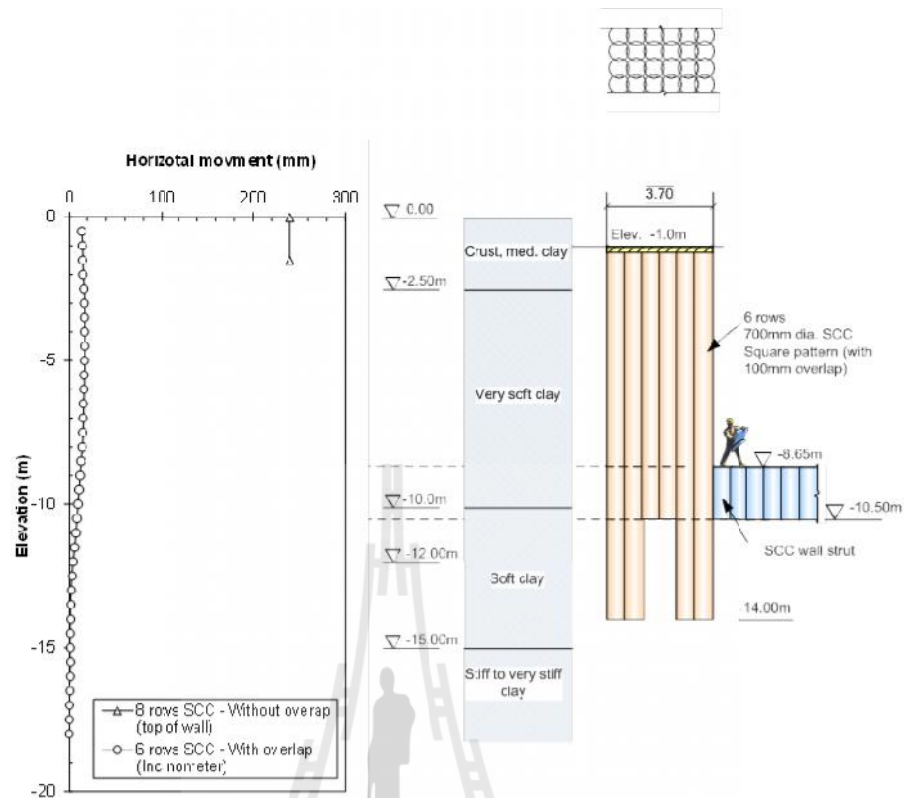 Horizotal movment (mm)
0 100 200 300
0
-5
-10
-15
-20
Elevation (m)
8 rows SCC - Without overap
(top of wall)
6 rows SCC - With overlap
(Inc nometer)
0.00
-2.50m
-10.0m
-12.00m
-15.00m
Crust, med. clay
Very soft clay
Soft clay
Stiff to very stiff
clay
3.70
Elev. -1.0m
6 rows
700mm dia. SCC
Square pattern (with
100mm overlap)
-8.65m
-10.50m
SCC wall strut
-14.00m